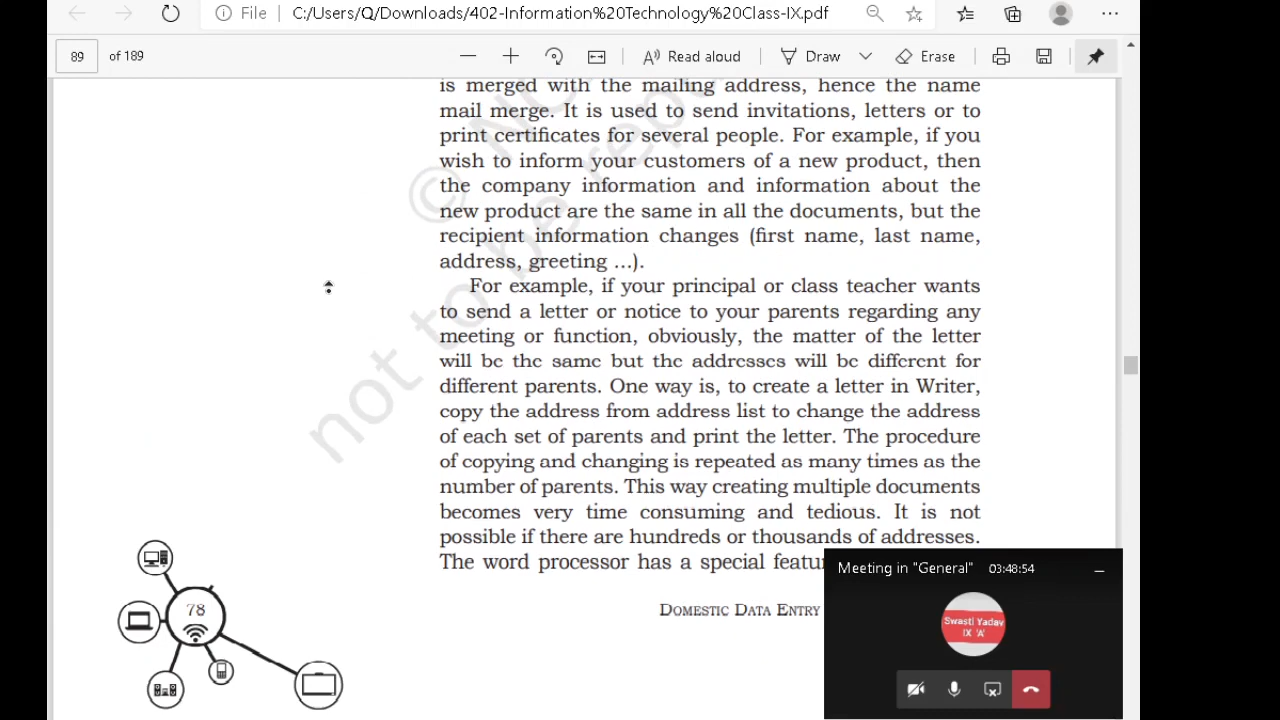 File C:/Users/Q/Downloads/402-Information%20Technology%20Class-IX.pdf
89 of 189 Read aloud Draw Erase
is merged with the mailing address, hence the name
mail merge. It is used to send invitations, letters or to
print certificates for several people. For example, if you
wish to inform your customers of a new product, then
the company information and information about the
new product are the same in all the documents, but the
recipient information changes (first name, last name,
address, greeting ...).
For example, if your principal or class teacher wants
to send a letter or notice to your parents regarding any
meeting or function, obviously, the matter of the letter
will be the same but the addresses will be different for
different parents. One way is, to create a letter in Writer,
copy the address from address list to change the address
of each set of parents and print the letter. The procedure
of copying and changing is repeated as many times as the
number of parents. This way creating multiple documents
becomes very time consuming and tedious. It is not
possible if there are hundreds or thousands of addresses.
The word processor has a special
Domestic Data Entry
78
© 
not to be
Meeting in "General" 03:48:54
Swasti Yadav
IX 'A'